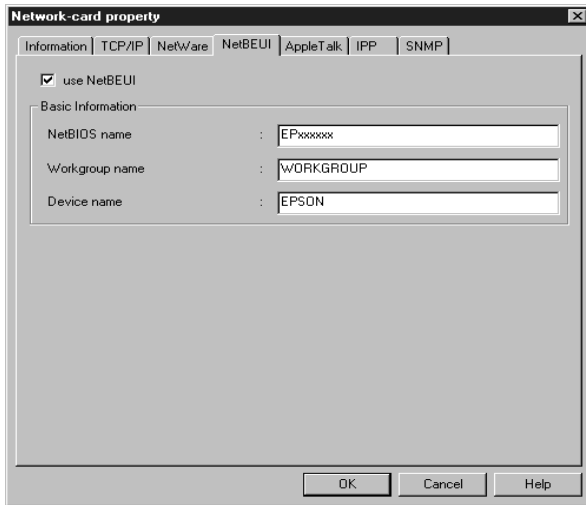 Network-card property
Information TCP/IP NetWare NetBEUI AppleTalk IPP SNMP
use NetBEUI
Basic Information
NetBIOS name : EPxxxxxx
Workgroup name : WORKGROUP
Device name : EPSON
OK Cancel Help